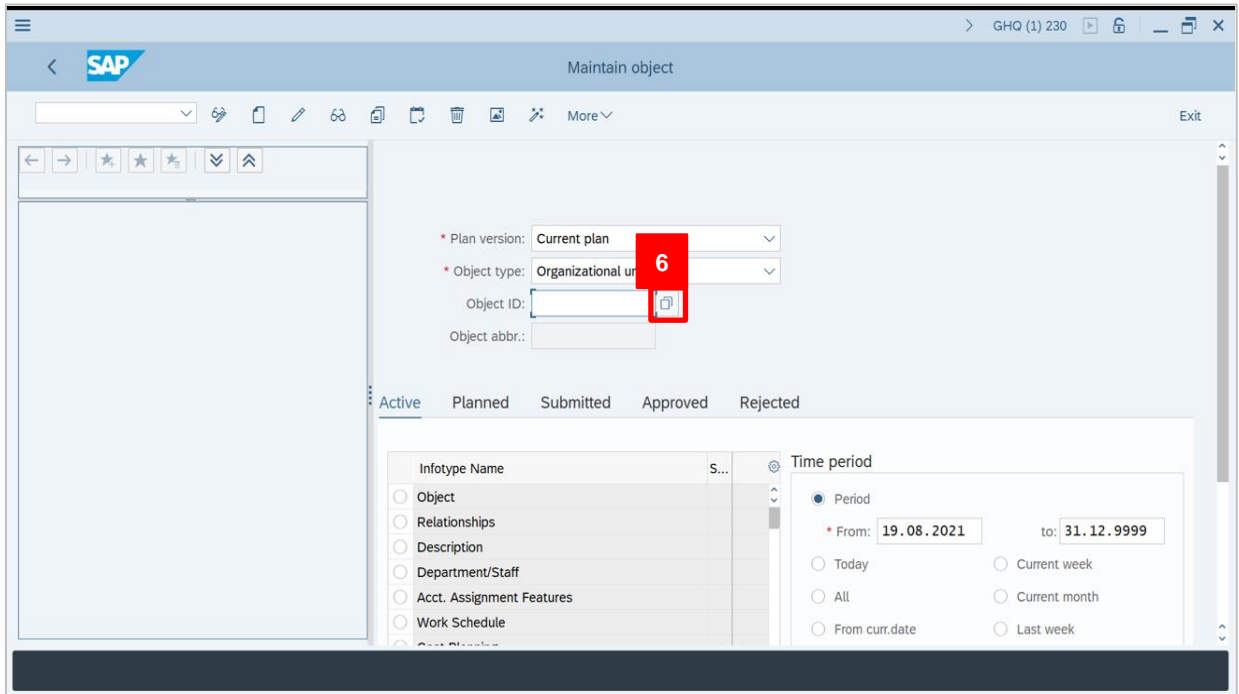 GHQ (1) 230
SAP
Maintain object
More
Exit
* Plan version: Current plan
6
* Object type: Organizational
Object ID:
Object abbr.:
Active Planned Submitted Approved Rejected
Infotype Name S...
Object
Relationships
Description
Department/Staff
Acct. Assignment Features
Work Schedule
Time period
Period
* From: 19.08.2021 to: 31.12.9999
Today Current week
All Current month
From curr.date Last week